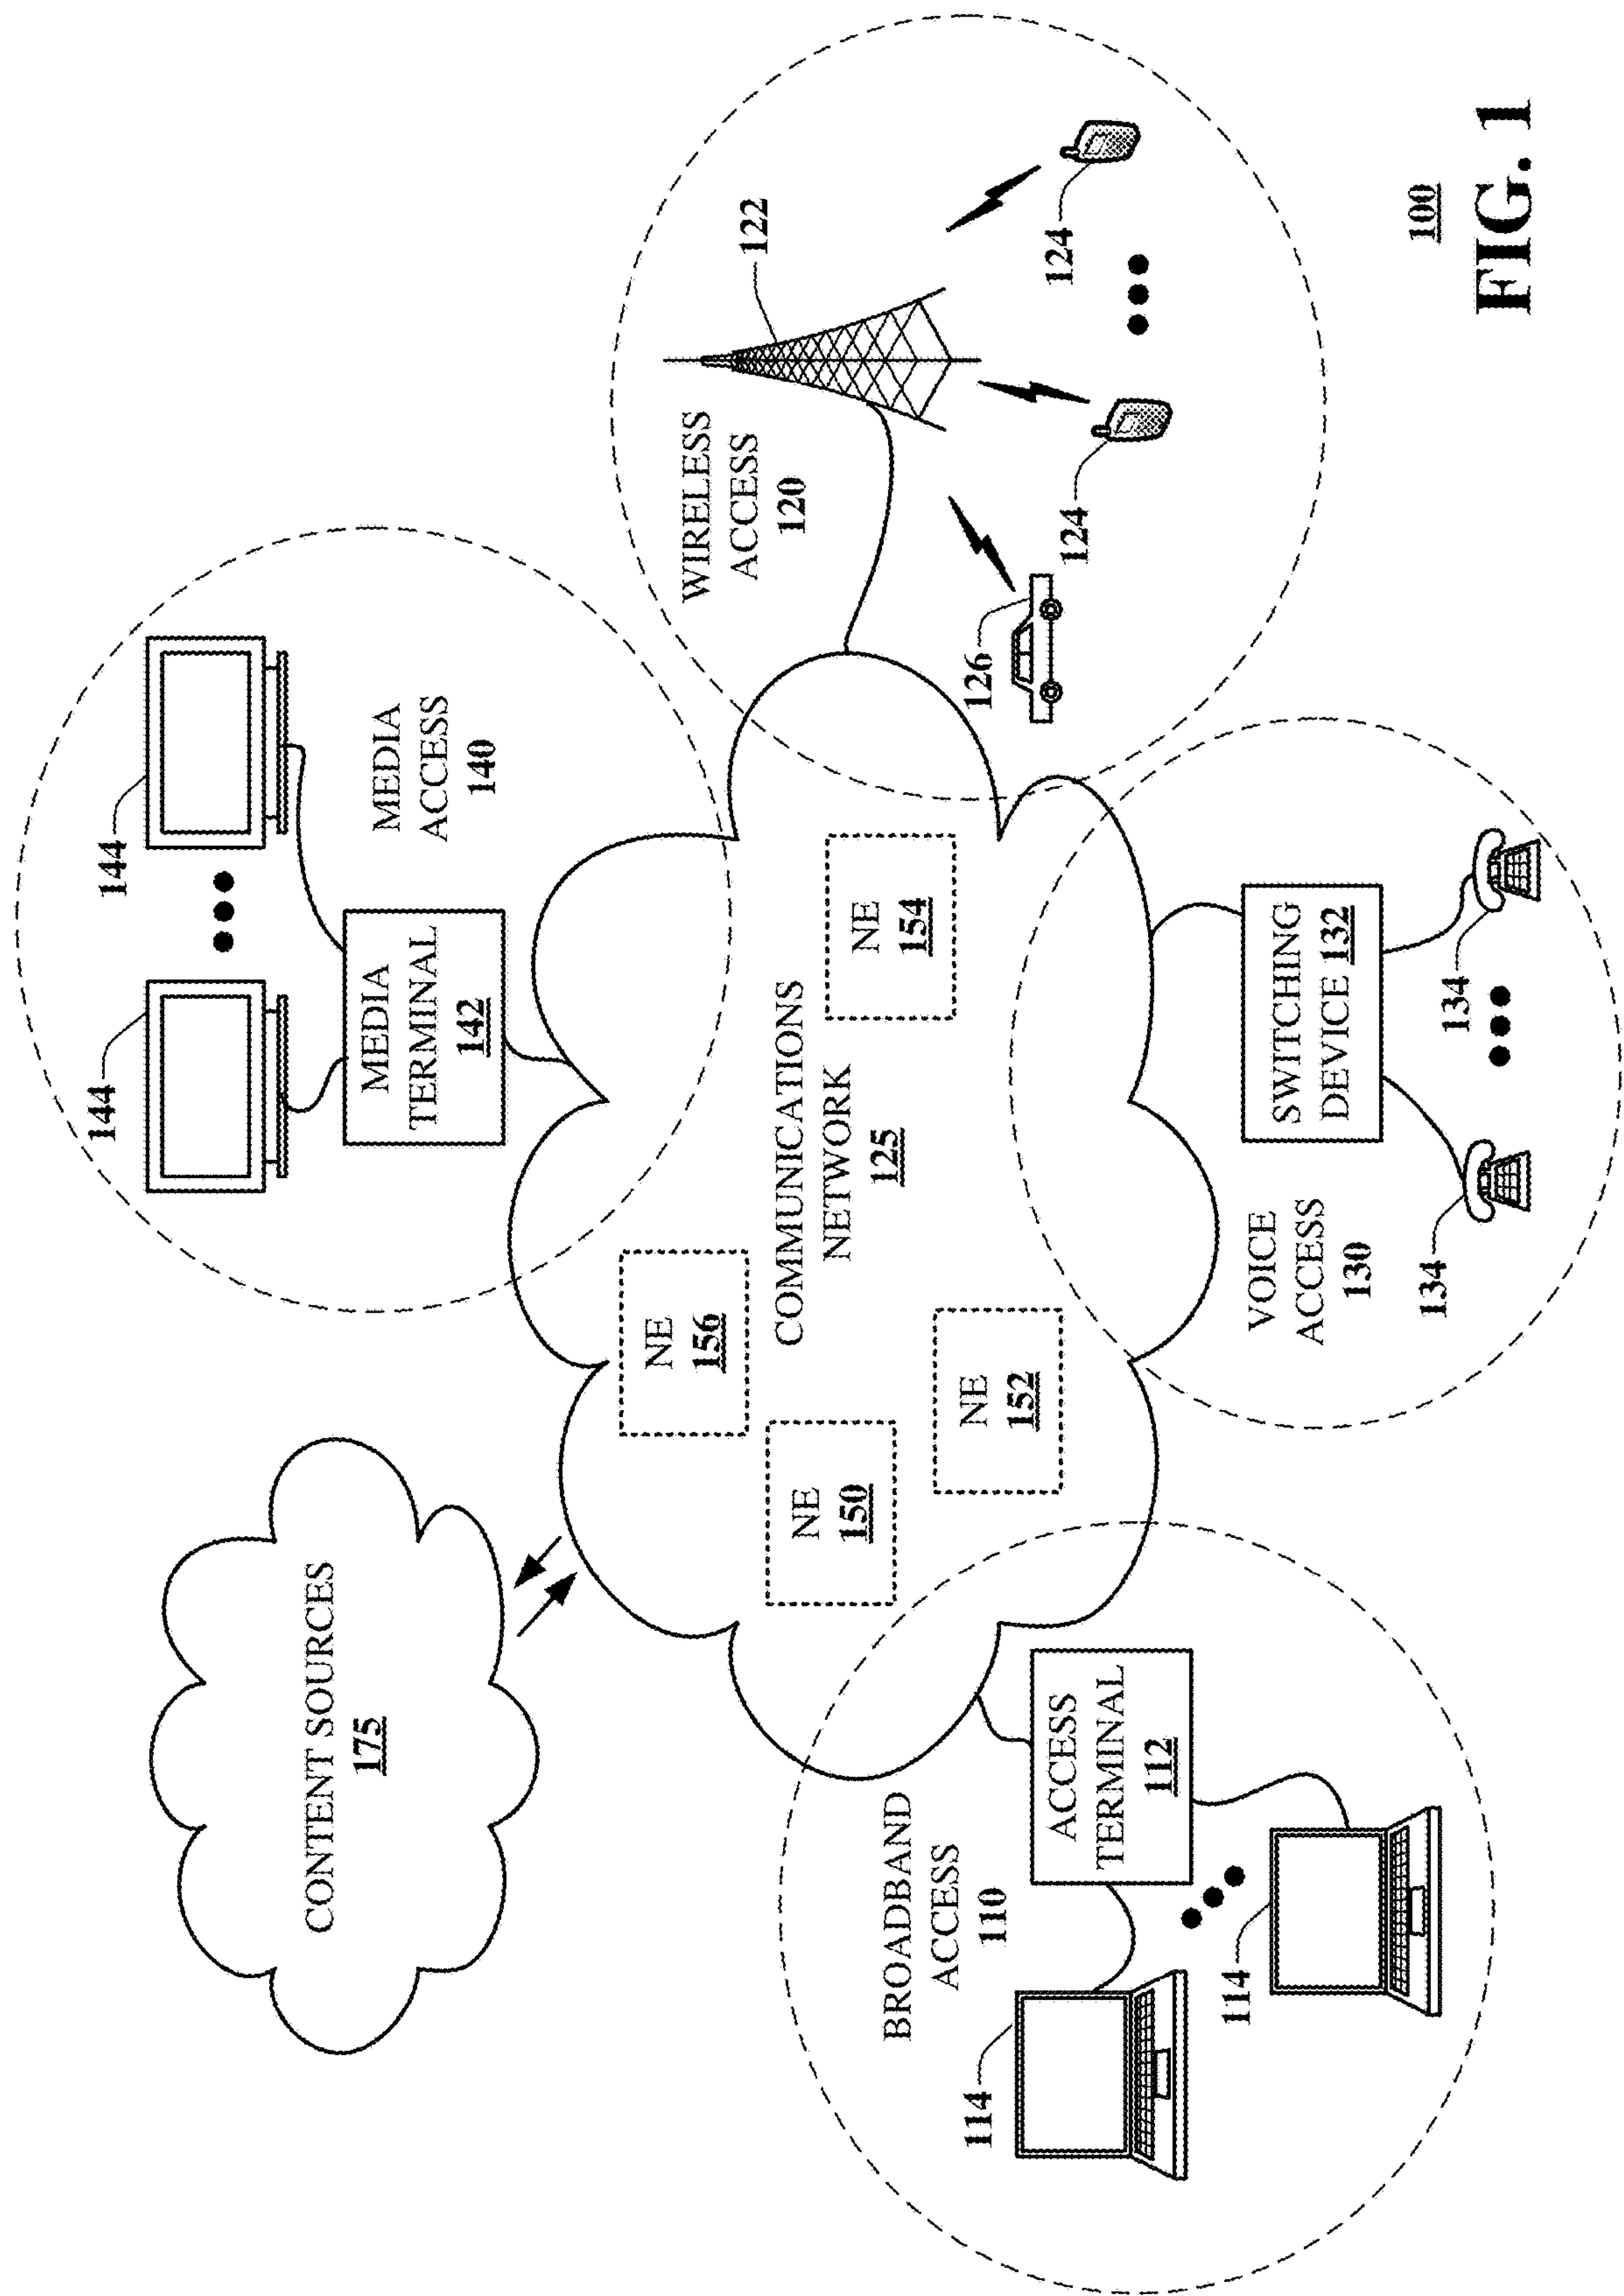 CONTENT SOURCES
175
144
144
MEDIA
TERMINAL
142
MEDIA
ACCESS
140
NE
156
NE
150
NE
152
COMMUNICATIONS
NETWORK
125
NE
154
WIRELESS
ACCESS
120
122
126
124
124
BROADBAND
ACCESS
110
ACCESS
TERMINAL
112
114
114
VOICE
ACCESS
130
SWITCHING
DEVICE 132
134
134
100
FIG. 1